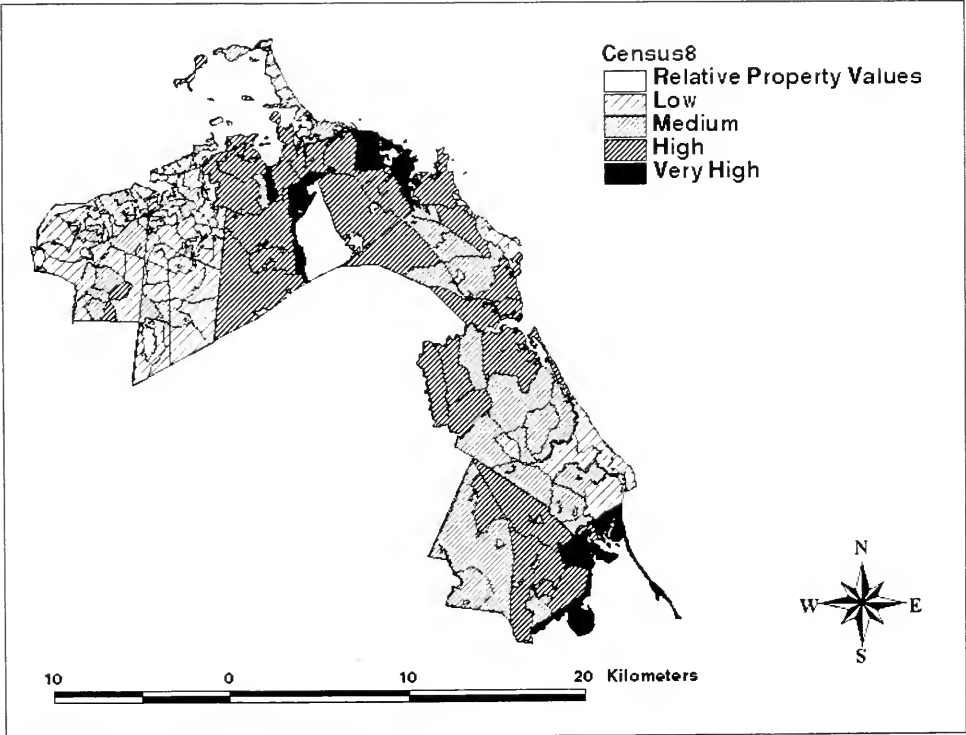 Census8
Relative Property Values
Low
Medium
High
Very High
N
W E
S
10 0 10 20 Kilometers